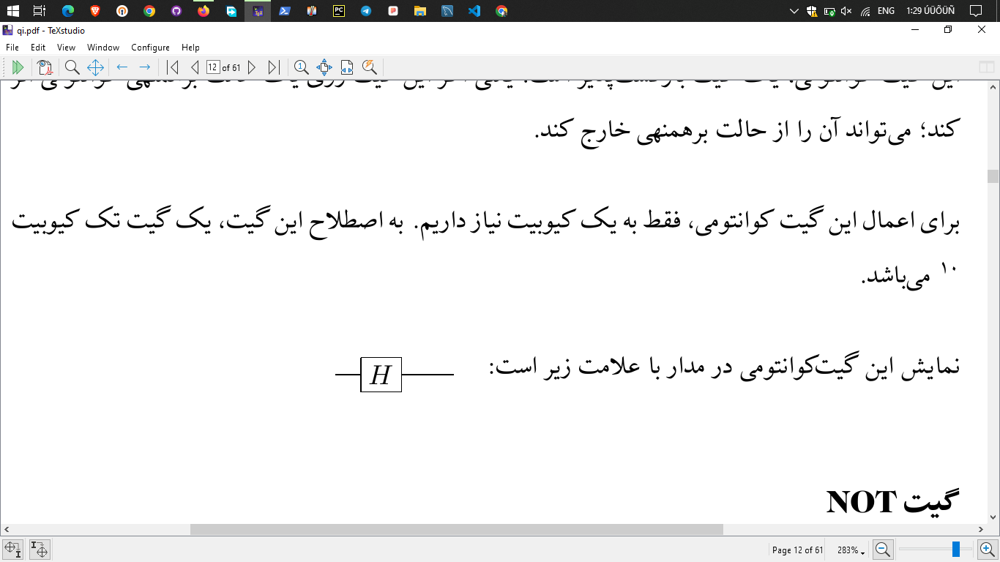 ENG
1:29 ÚÜÕÜÑ
qi.pdf - TeXstudio
File Edit View Window Configure Help
12 of 61
کند؛ می‌تواند آن را از حالت برهمنهی خارج کند.
برای اعمال این گیت کوانتومی، فقط به یک کیوبیت نیاز داریم. به اصطلاح این گیت، یک گیت تک کیوبیت
۱۰ می‌باشد.
نمایش این گیت‌کوانتومی در مدار با علامت زیر است:
H
گیت NOT
Page 12 of 61 283%